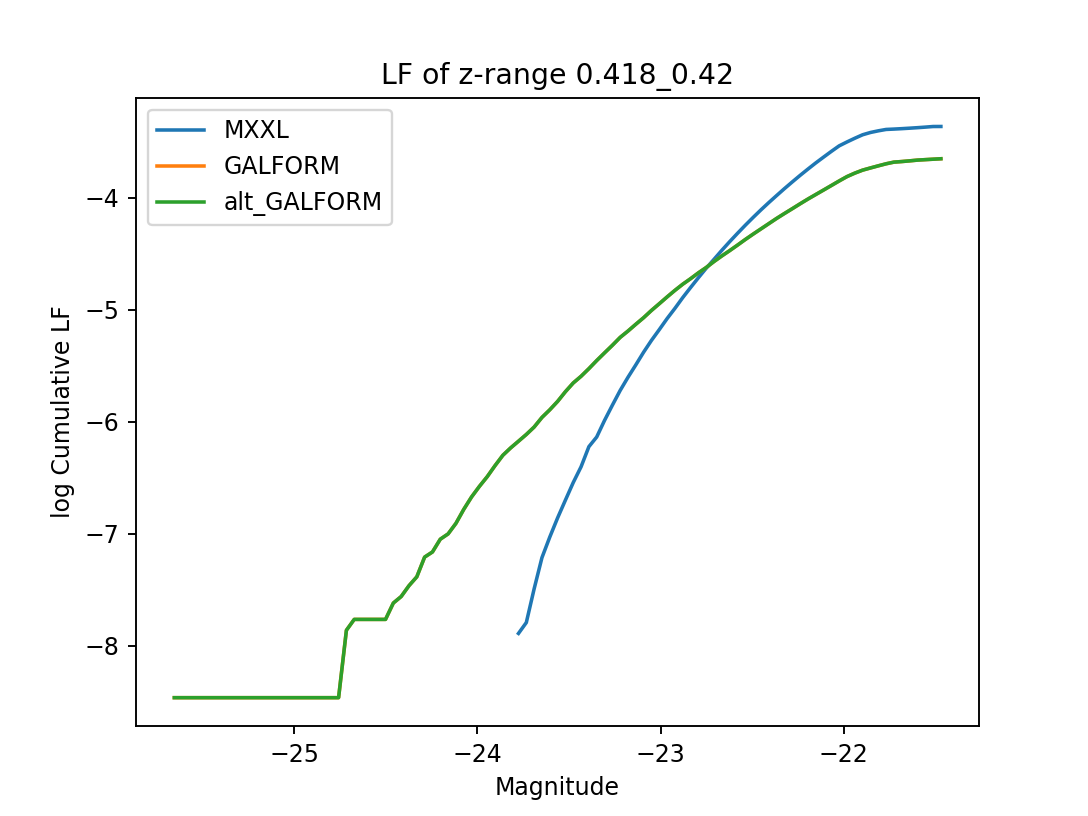 LF of z-range 0.418_0.42
MXXL
GALFORM
alt_GALFORM
log Cumulative LF
−4
−5
−6
−7
−8
−25
−24
−23
−22
Magnitude